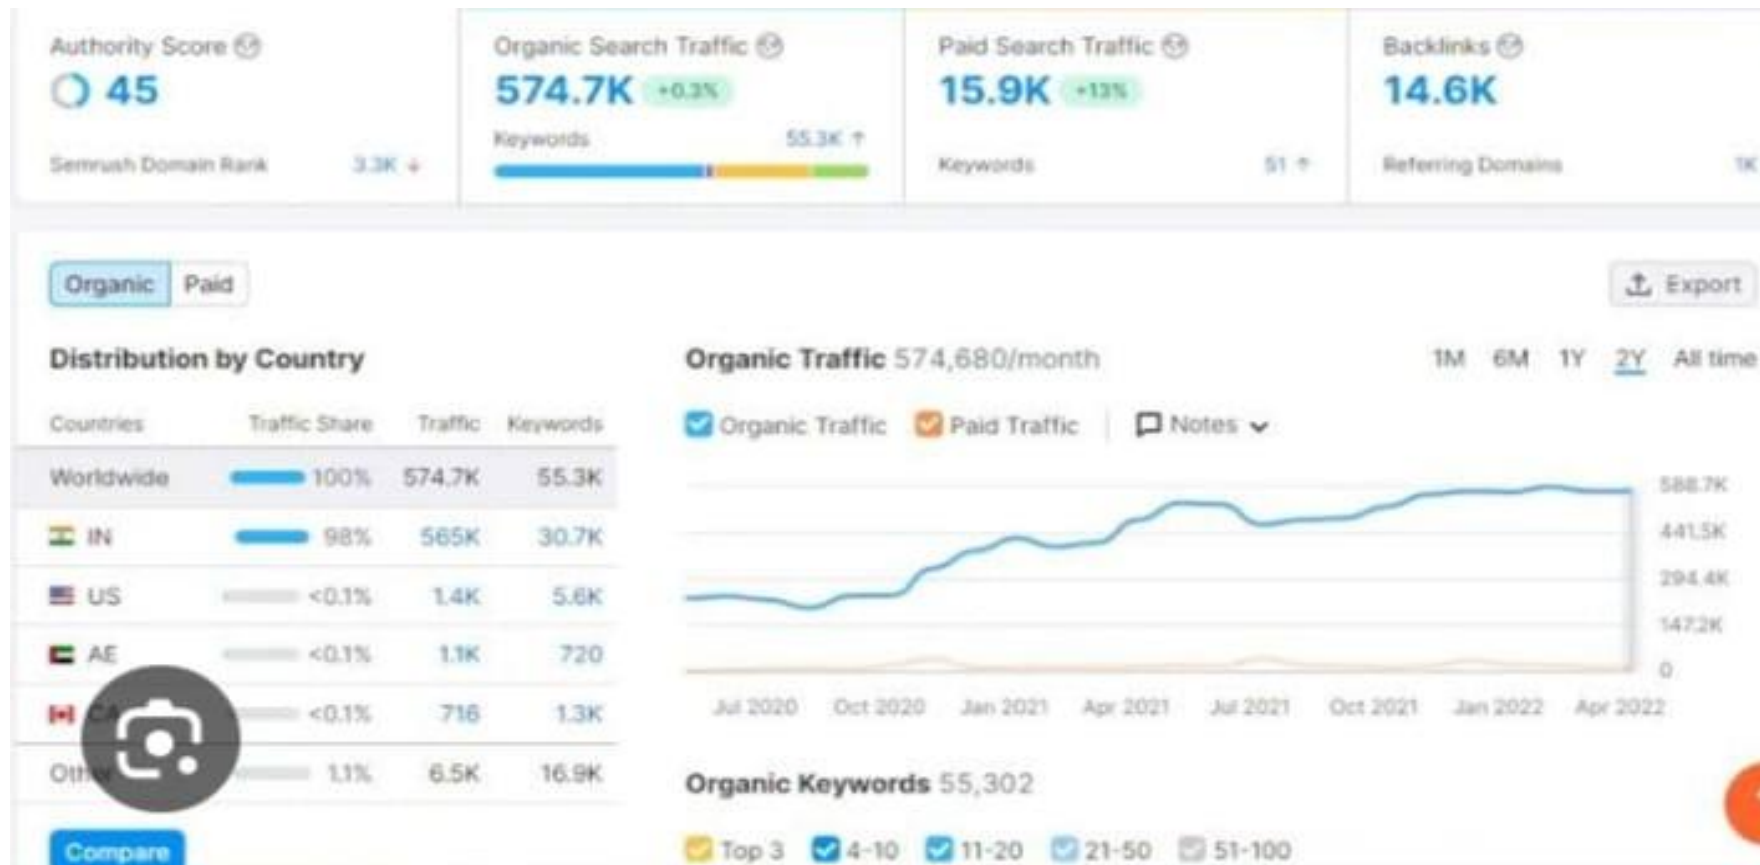 Authority Score
45
Semrush Domain Rank 3.3K ↓
Organic Search Traffic
574.7K +0.3%
Keywords 55.3K ↑
Paid Search Traffic
15.9K +13%
Keywords 51 ↑
Backlinks
14.6K
Referring Domains 1K
Organic Paid
Export
Distribution by Country
Countries Traffic Share Traffic Keywords
Worldwide 100% 574.7K 55.3K
IN 98% 565K 30.7K
US <0.1% 1.4K 5.6K
AE <0.1% 1.1K 720
<0.1% 716 1.3K
1.1% 6.5K 16.9K
Compare
Organic Traffic 574,680/month
1M 6M 1Y 2Y All time
Organic Traffic Paid Traffic Notes
588.7K
441.5K
294.4K
147.2K
0
Jul 2020 Oct 2020 Jan 2021 Apr 2021 Jul 2021 Oct 2021 Jan 2022 Apr 2022
Organic Keywords 55,302
Top 3 4-10 11-20 21-50 51-100